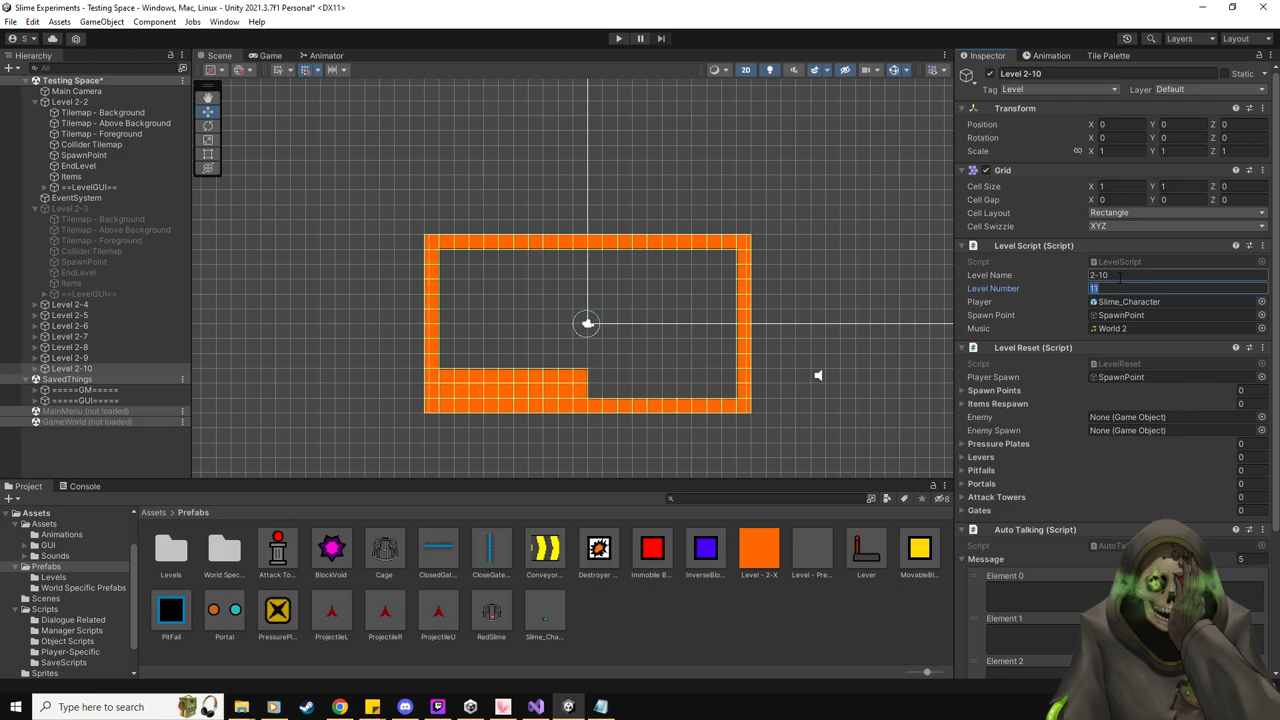 Slime Experiments - Testing Space - Windows, Mac, Linux - Unity 2021.3.7f1 Personal* <DX11>
File Edit Assets GameObject Component Jobs Window Help
S
Layers Layout
Hierarchy
All
Testing Space*
Main Camera
Level 2-2
Tilemap - Background
Tilemap - Above Background
Tilemap - Foreground
Collider Tilemap
SpawnPoint
EndLevel
Items
==LevelGUI==
EventSystem
Level 2-3
Tilemap - Background
Tilemap - Above Background
Tilemap - Foreground
Collider Tilemap
SpawnPoint
EndLevel
Items
==LevelGUI==
Level 2-4
Level 2-5
Level 2-6
Level 2-7
Level 2-8
Level 2-9
Level 2-10
SavedThings
=====GM=====
=====GUI=====
MainMenu (not loaded)
GameWorld (not loaded)
Scene Game Animator
2D
Inspector Animation Tile Palette
Level 2-10 Static
Tag Level Layer Default
Transform
Position X 0 Y 0 Z 0
Rotation X 0 Y 0 Z 0
Scale X 1 Y 1 Z 1
Grid
Cell Size X 1 Y 1 Z 0
Cell Gap X 0 Y 0 Z 0
Cell Layout Rectangle
Cell Swizzle XYZ
Level Script (Script)
Script LevelScript
Level Name 2-10
Level Number 11
Player Slime_Character
Spawn Point SpawnPoint
Music World 2
Level Reset (Script)
Script LevelReset
Player Spawn SpawnPoint
Spawn Points 0
Items Respawn 0
Enemy None (Game Object)
Enemy Spawn None (Game Object)
Pressure Plates 0
Levers 0
Pitfalls 0
Portals 0
Attack Towers 0
Gates 0
Auto Talking (Script)
Script
Message 5
Element 0
Element 1
Element 2
Project Console
8
Assets
Assets
Animations
GUI
Sounds
Prefabs
Levels
World Specific Prefabs
Scenes
Scripts
Dialogue Related
Manager Scripts
Object Scripts
Player-Specific
SaveScripts
Sprites
Assets > Prefabs
Levels World Spec... Attack To... BlockVoid Cage ClosedGat... CloseGate... Conveyor... Destroyer ... Immobile B... InverseBlo... Level - 2-X Level - Pre... Lever MovableBl...
PitFall Portal PressurePl... ProjectileL ProjectileR ProjectileU RedSlime Slime_Cha...
Type here to search